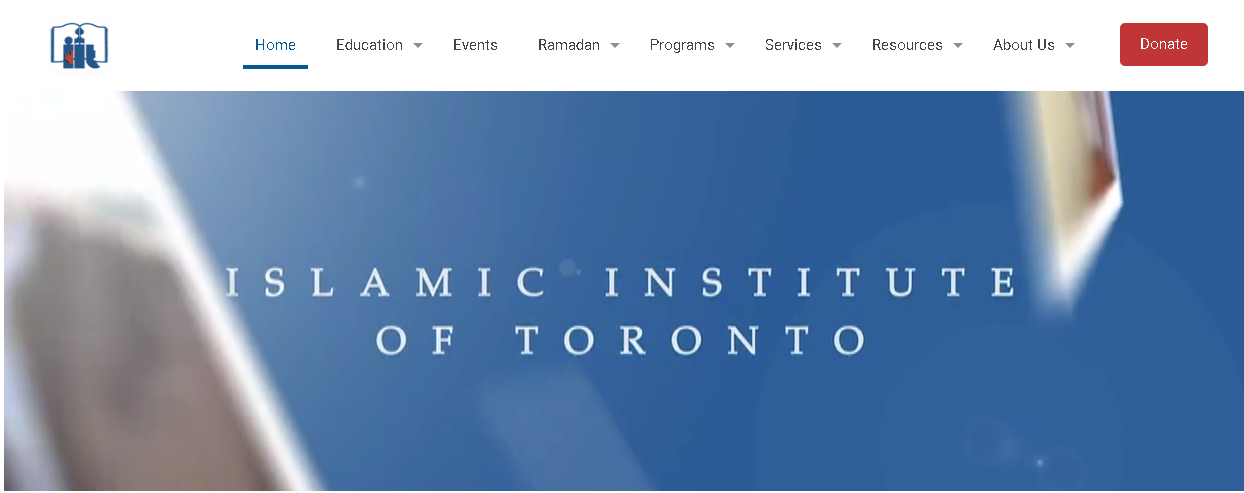 iit
Home Education Events Ramadan Programs Services Resources About Us Donate
ISLAMIC INSTITUTE
OF TORONTO